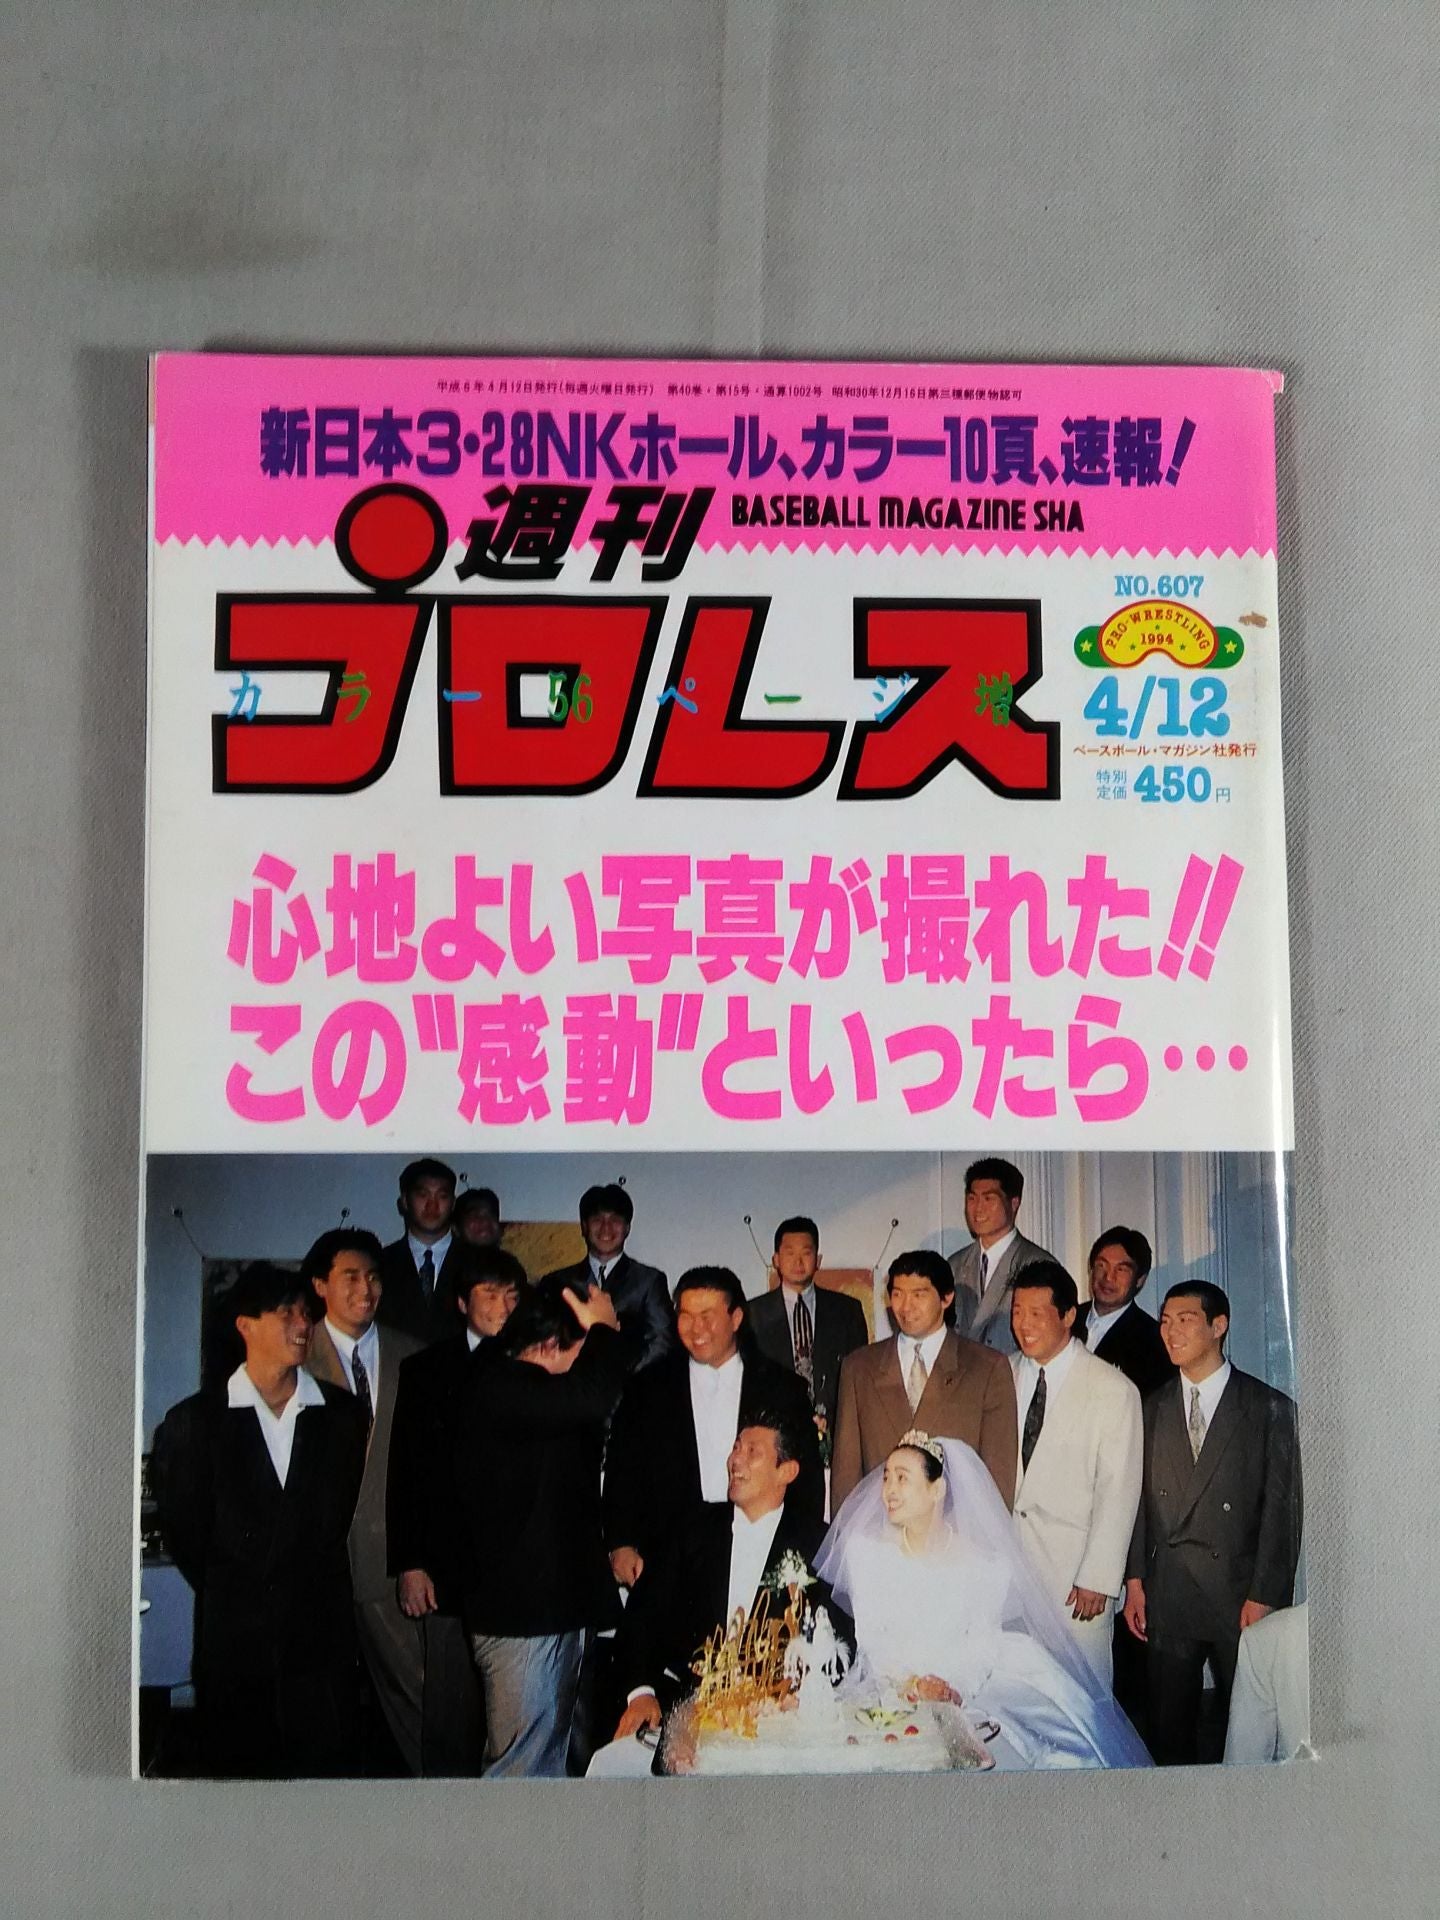 平成6年4月12日発行(毎週火曜日発行) 第40巻・第15号・通算1002号 昭和30年12月16日第三種郵便物認可
新日本3・28NKホール、カラー10頁、速報!
週刊 BASEBALL MAGAZINE SHA
プロレス
カラー56ページ増
NO.607
PRO-WRESTLING
1994
4/12
ベースボール・マガジン社発行
特別定価 450円
心地よい写真が撮れた!!
この"感動"といったら…